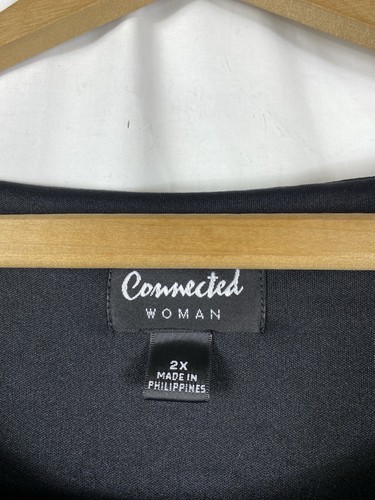 Connected
WOMAN
2X
MADE IN
PHILIPPINES